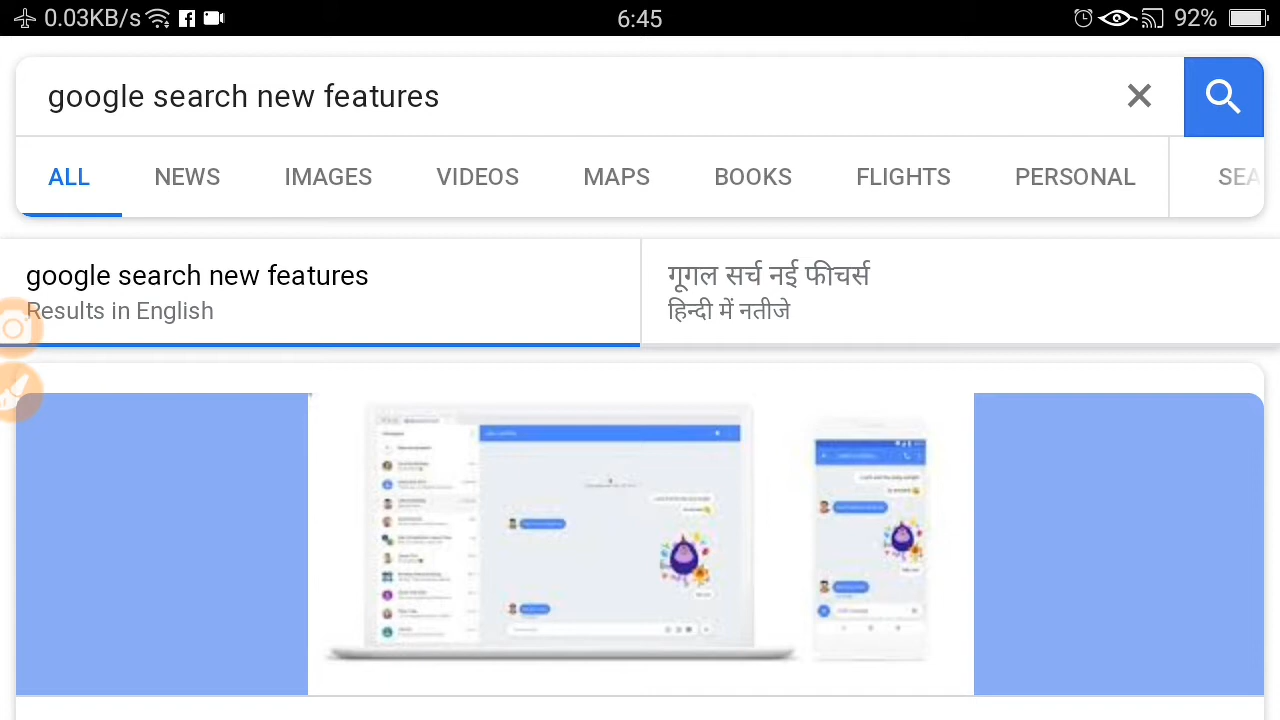 0.03KB/s
6:45
92%
google search new features
ALL NEWS IMAGES VIDEOS MAPS BOOKS FLIGHTS PERSONAL SEA
google search new features
Results in English
गूगल सर्च नई फीचर्स
हिन्दी में नतीजे